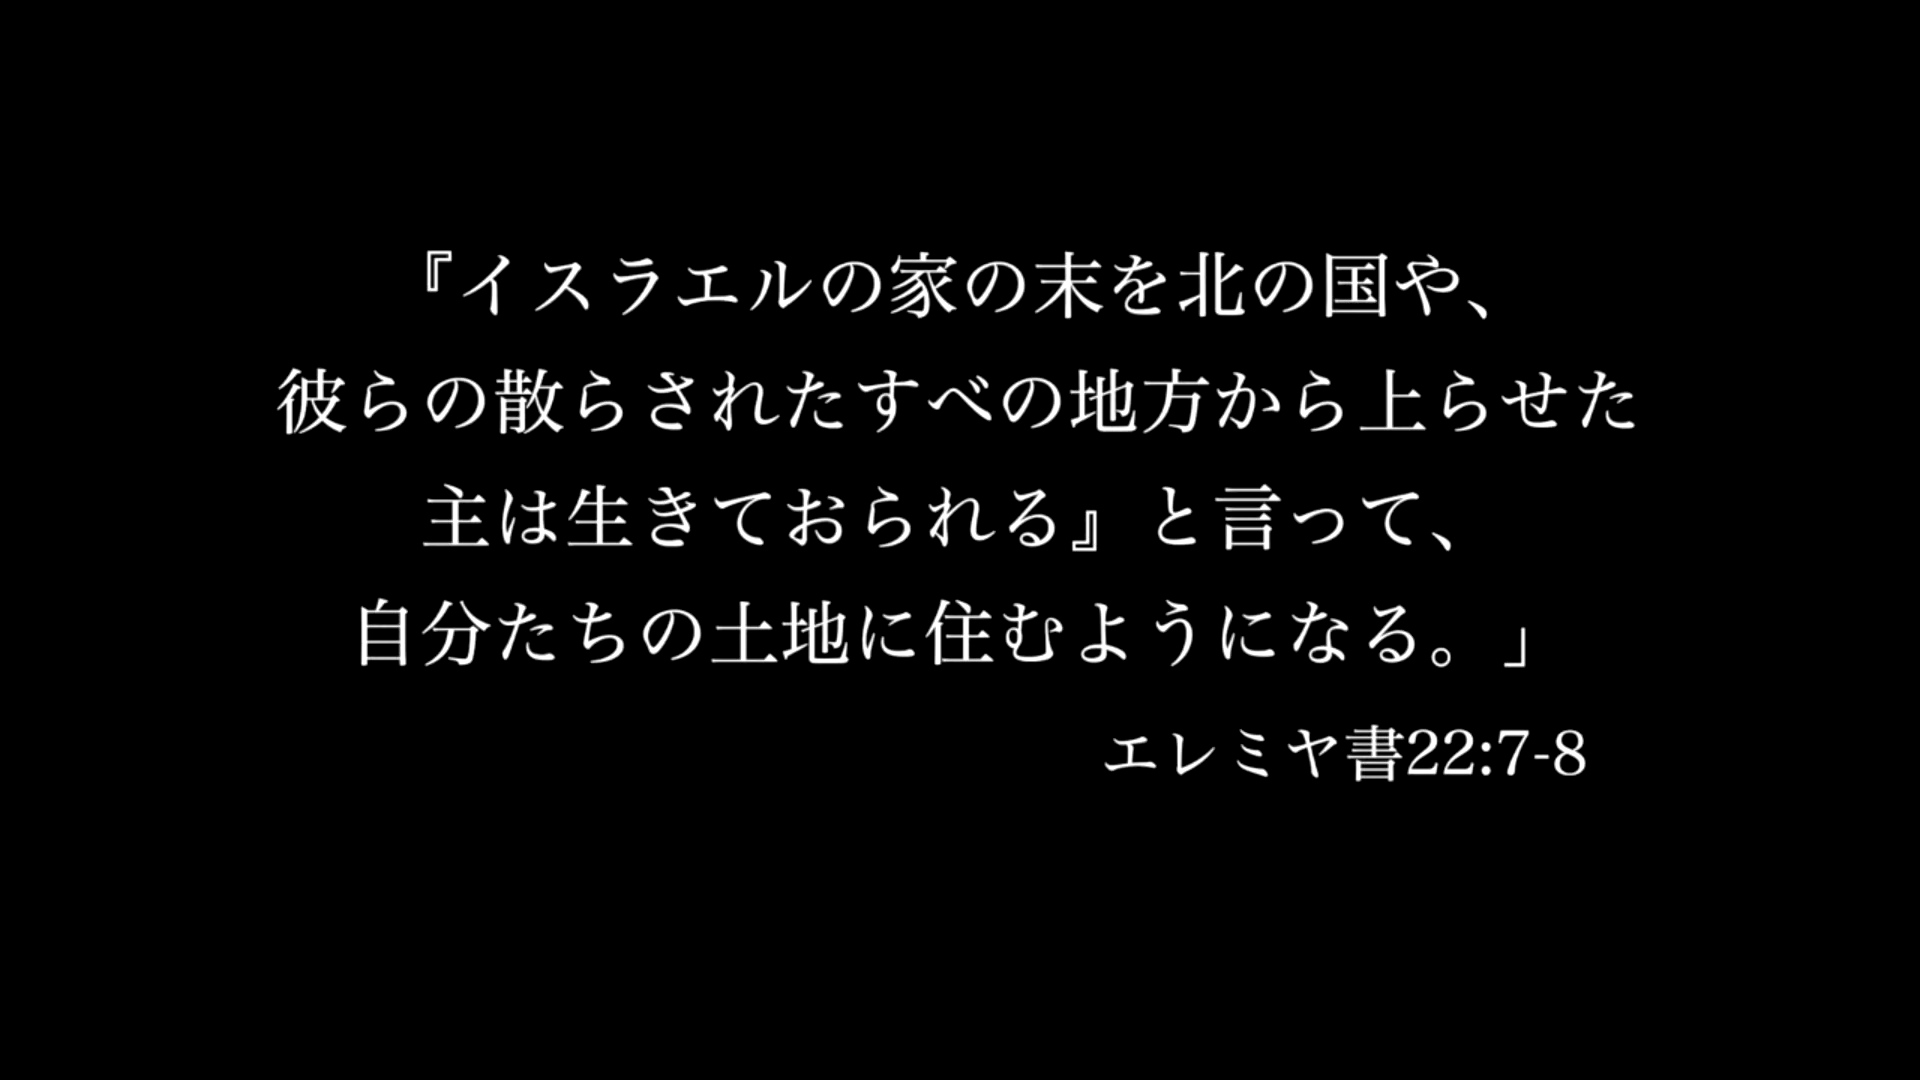 『イスラエルの家の末を北の国や、
彼らの散らされたすべの地方から上らせた
主は生きておられる』と言って、
自分たちの土地に住むようになる。」
エレミヤ書22:7-8